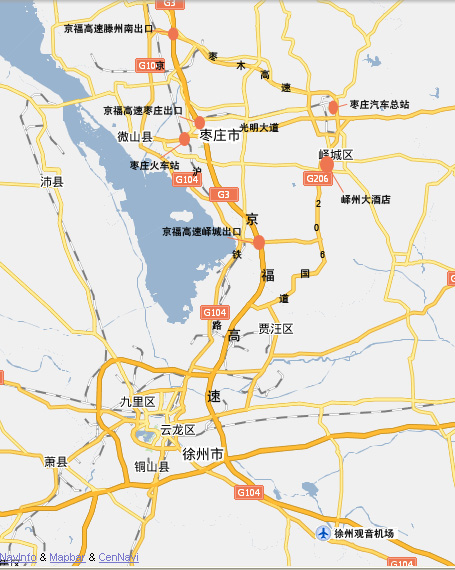 G3
京福高速滕州南出口
G10
京
枣
木
高
速
枣庄汽车总站
京福高速枣庄出口
光明大道
微山县
枣庄市
峄城区
枣庄火车站
沪
G104
G206
沛县
G3
峄州大酒店
京
2
0
6
京福高速峄城出口
铁
福
国
道
G104
路
贾汪区
高
速
九里区
云龙区
徐州市
萧县
铜山县
G104
徐州观音机场
NavInfo & Mapbar & CenNavi
G104